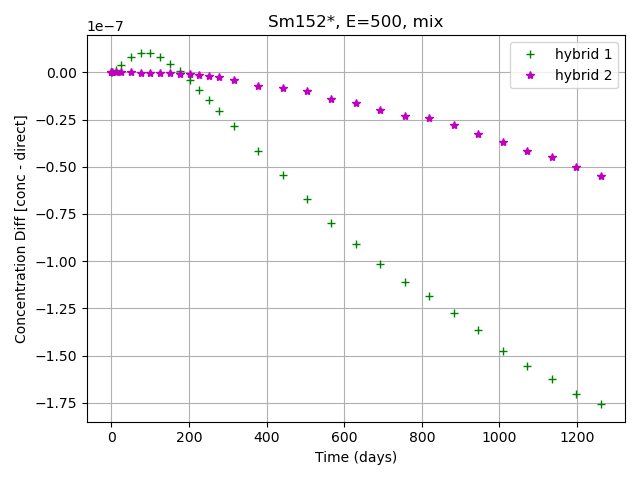 Sm152*, E=500, mix
1e−7
hybrid 1
hybrid 2
0.00
−0.25
−0.50
−0.75
−1.00
−1.25
−1.50
−1.75
Concentration Diff [conc - direct]
0 200 400 600 800 1000 1200
Time (days)